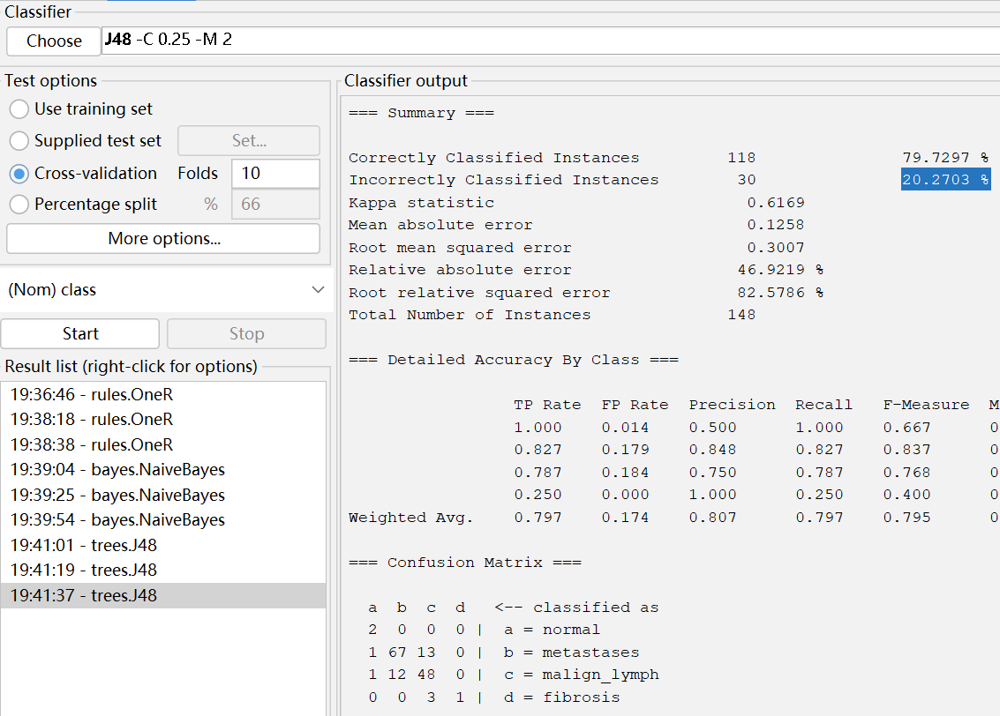 Classifier
Choose J48 -C 0.25 -M 2
Test options
Use training set
Supplied test set Set...
Cross-validation Folds 10
Percentage split % 66
More options...
(Nom) class
Start Stop
Result list (right-click for options)
19:36:46 - rules.OneR
19:38:18 - rules.OneR
19:38:38 - rules.OneR
19:39:04 - bayes.NaiveBayes
19:39:25 - bayes.NaiveBayes
19:39:54 - bayes.NaiveBayes
19:41:01 - trees.J48
19:41:19 - trees.J48
19:41:37 - trees.J48
Classifier output
=== Summary ===
Correctly Classified Instances 118 79.7297 %
Incorrectly Classified Instances 30 20.2703 %
Kappa statistic 0.6169
Mean absolute error 0.1258
Root mean squared error 0.3007
Relative absolute error 46.9219 %
Root relative squared error 82.5786 %
Total Number of Instances 148
=== Detailed Accuracy By Class ===
TP Rate FP Rate Precision Recall F-Measure M
1.000 0.014 0.500 1.000 0.667 0
0.827 0.179 0.848 0.827 0.837 0
0.787 0.184 0.750 0.787 0.768 0
0.250 0.000 1.000 0.250 0.400 0
Weighted Avg. 0.797 0.174 0.807 0.797 0.795 0
=== Confusion Matrix ===
a b c d <-- classified as
2 0 0 0 | a = normal
1 67 13 0 | b = metastases
1 12 48 0 | c = malign_lymph
0 0 3 1 | d = fibrosis